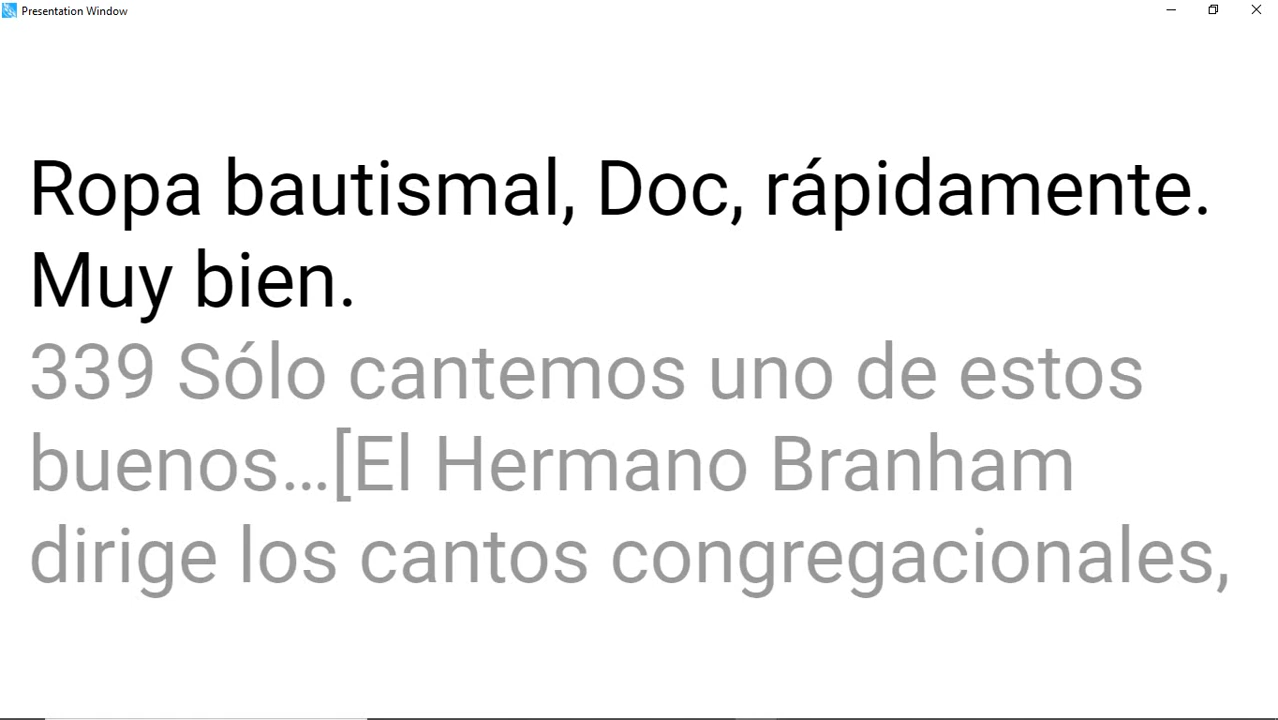 Presentation Window
Ropa bautismal, Doc, rápidamente.
Muy bien.
339 Sólo cantemos uno de estos
buenos...[El Hermano Branham
dirige los cantos congregacionales,